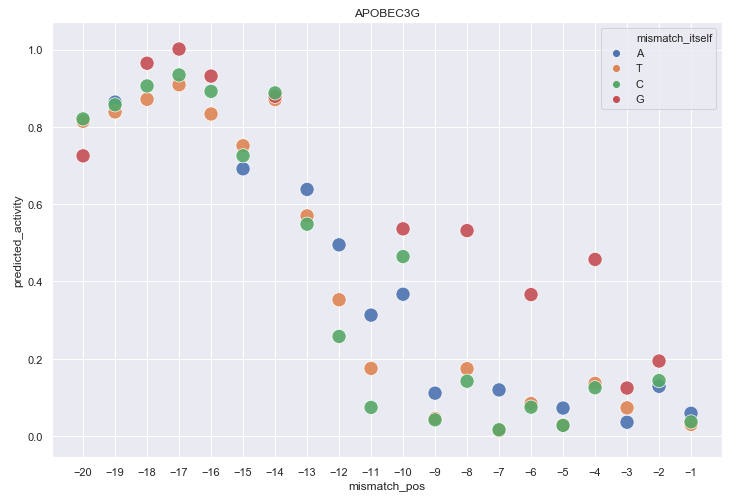 APOBEC3G
mismatch_itself
A
T
C
G
predicted_activity
1.0
0.8
0.6
0.4
0.2
0.0
−20 −19 −18 −17 −16 −15 −14 −13 −12 −11 −10 −9 −8 −7 −6 −5 −4 −3 −2 −1
mismatch_pos